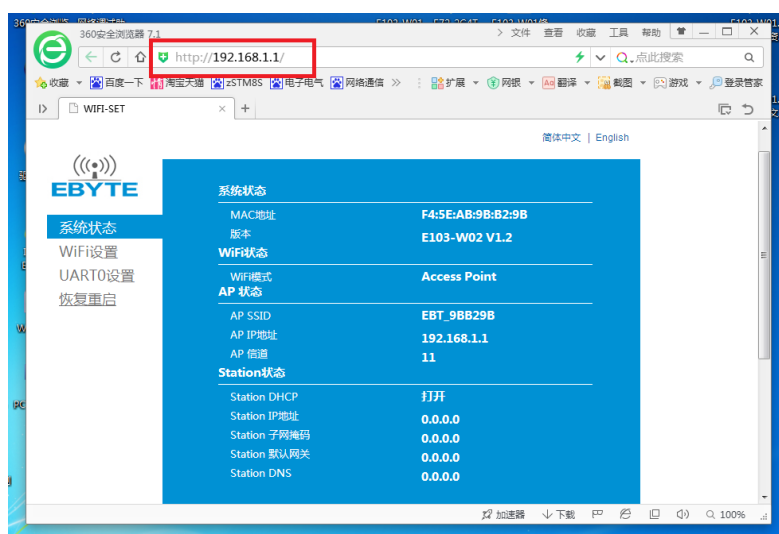 360安全浏览器 7.1
> 文件 查看 收藏 工具 帮助
http://192.168.1.1/
点此搜索
收藏 百度一下 淘宝天猫 zSTM8S 电子电气 网络通信 >> 扩展 网银 翻译 截图 游戏 登录管家
WIFI-SET × +
简体中文 | English
EBYTE
系统状态
WiFi设置
UART0设置
恢复重启
系统状态
MAC地址 F4:5E:AB:9B:B2:9B
版本 E103-W02 V1.2
WiFi状态
WiFi模式 Access Point
AP 状态
AP SSID EBT_9BB29B
AP IP地址 192.168.1.1
AP 信道 11
Station状态
Station DHCP 打开
Station IP地址 0.0.0.0
Station 子网掩码 0.0.0.0
Station 默认网关 0.0.0.0
Station DNS 0.0.0.0
加速器 下载 100%